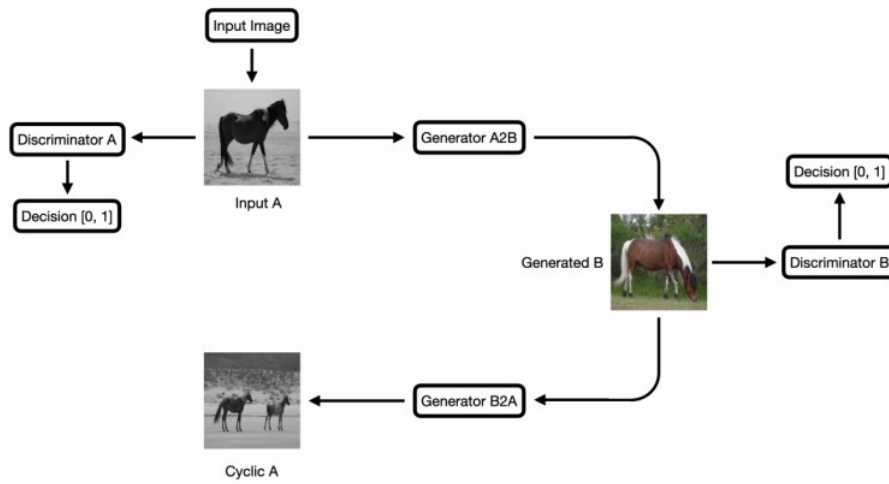 Input Image
Discriminator A
Generator A2B
Decision [0, 1]
Decision [0, 1]
Input A
Generated B
Discriminator B
Generator B2A
Cyclic A